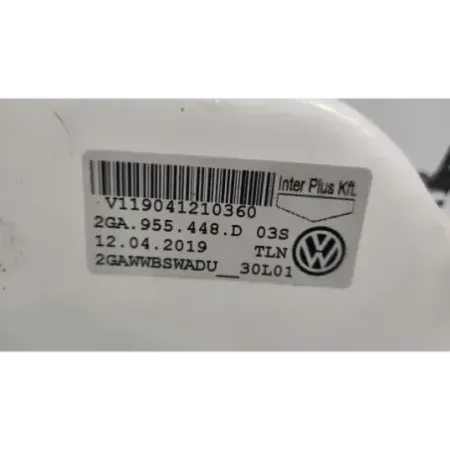 Inter Plus Kft.
V119041210360
2GA.955.448.D 03S
12.04.2019 TLN
2GAWWBSWADU__30L01